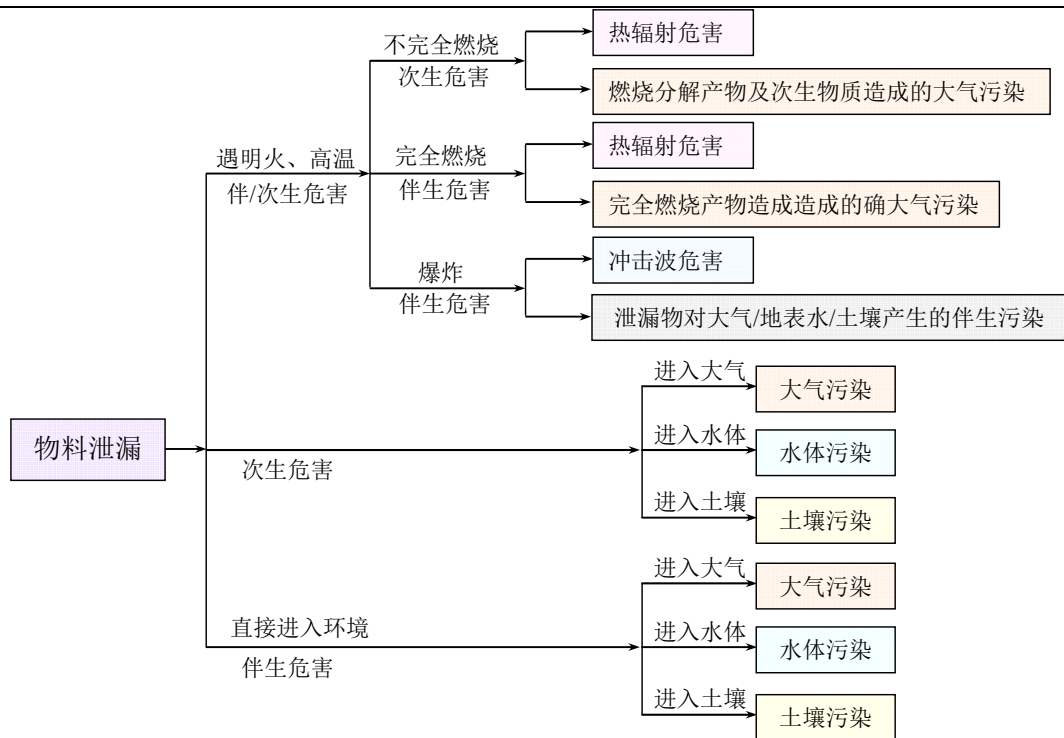 不完全燃烧
次生危害
热辐射危害
燃烧分解产物及次生物质造成的大气污染
遇明火、高温
伴/次生危害
完全燃烧
伴生危害
热辐射危害
完全燃烧产物造成造成的确大气污染
爆炸
伴生危害
冲击波危害
泄漏物对大气/地表水/土壤产生的伴生污染
物料泄漏
次生危害
进入大气
大气污染
进入水体
水体污染
进入土壤
土壤污染
直接进入环境
伴生危害
进入大气
大气污染
进入水体
水体污染
进入土壤
土壤污染